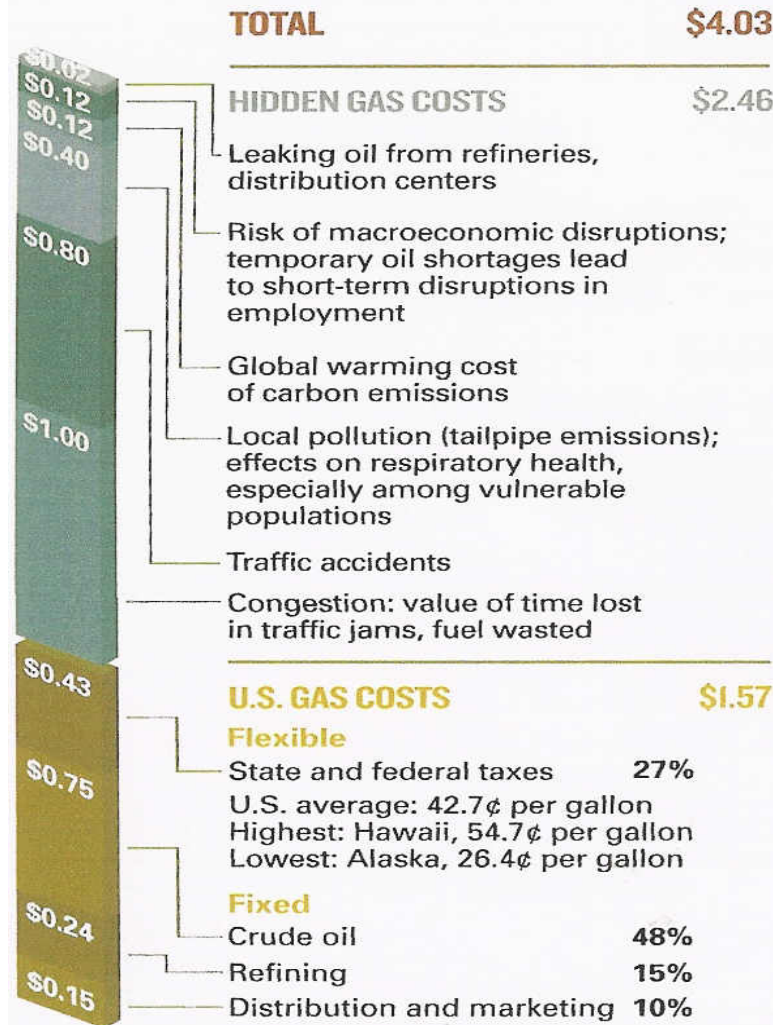 TOTAL $4.03
$0.02
$0.12
$0.12
$0.40
$0.80
$1.00
HIDDEN GAS COSTS $2.46
Leaking oil from refineries,
distribution centers
Risk of macroeconomic disruptions;
temporary oil shortages lead
to short-term disruptions in
employment
Global warming cost
of carbon emissions
Local pollution (tailpipe emissions);
effects on respiratory health,
especially among vulnerable
populations
Traffic accidents
Congestion: value of time lost
in traffic jams, fuel wasted
$0.43
$0.75
$0.24
$0.15
U.S. GAS COSTS $1.57
Flexible
State and federal taxes 27%
U.S. average: 42.7¢ per gallon
Highest: Hawaii, 54.7¢ per gallon
Lowest: Alaska, 26.4¢ per gallon
Fixed
Crude oil 48%
Refining 15%
Distribution and marketing 10%